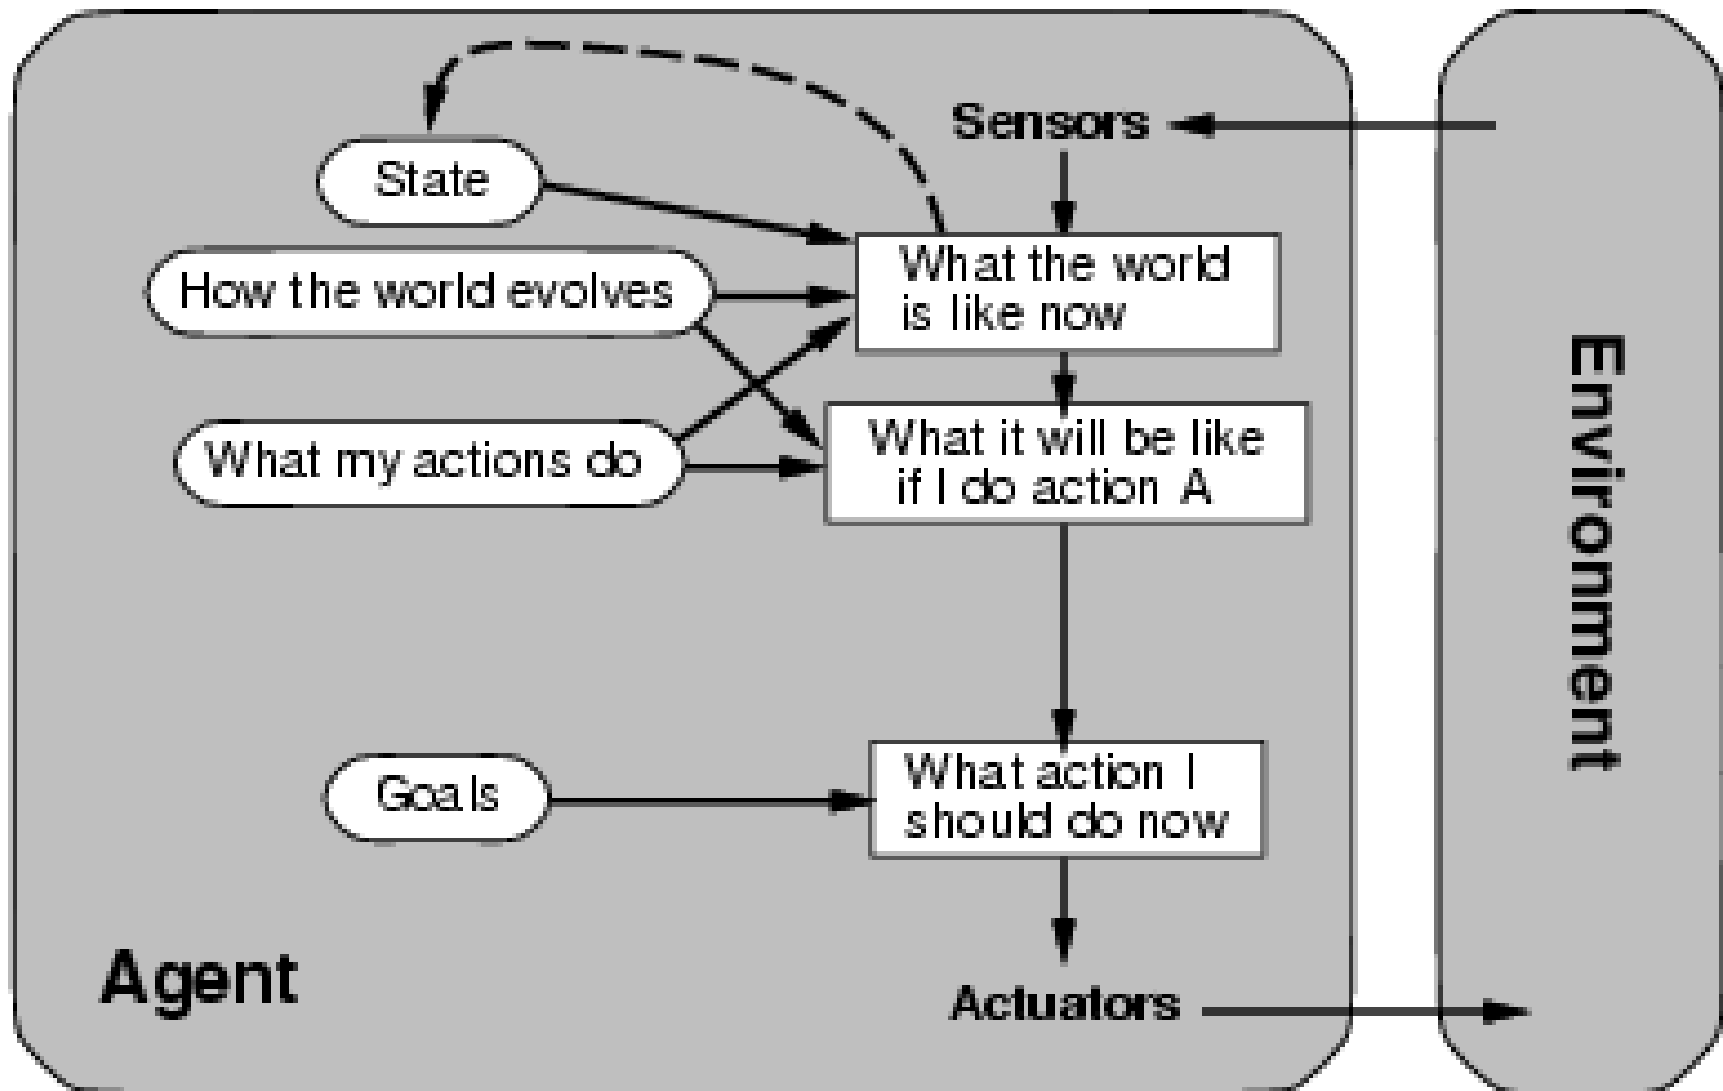 Sensors
State
What the world
is like now
How the world evolves
What my actions do
What it will be like
if I do action A
Goals
What action I
should do now
Agent
Actuators
Environment